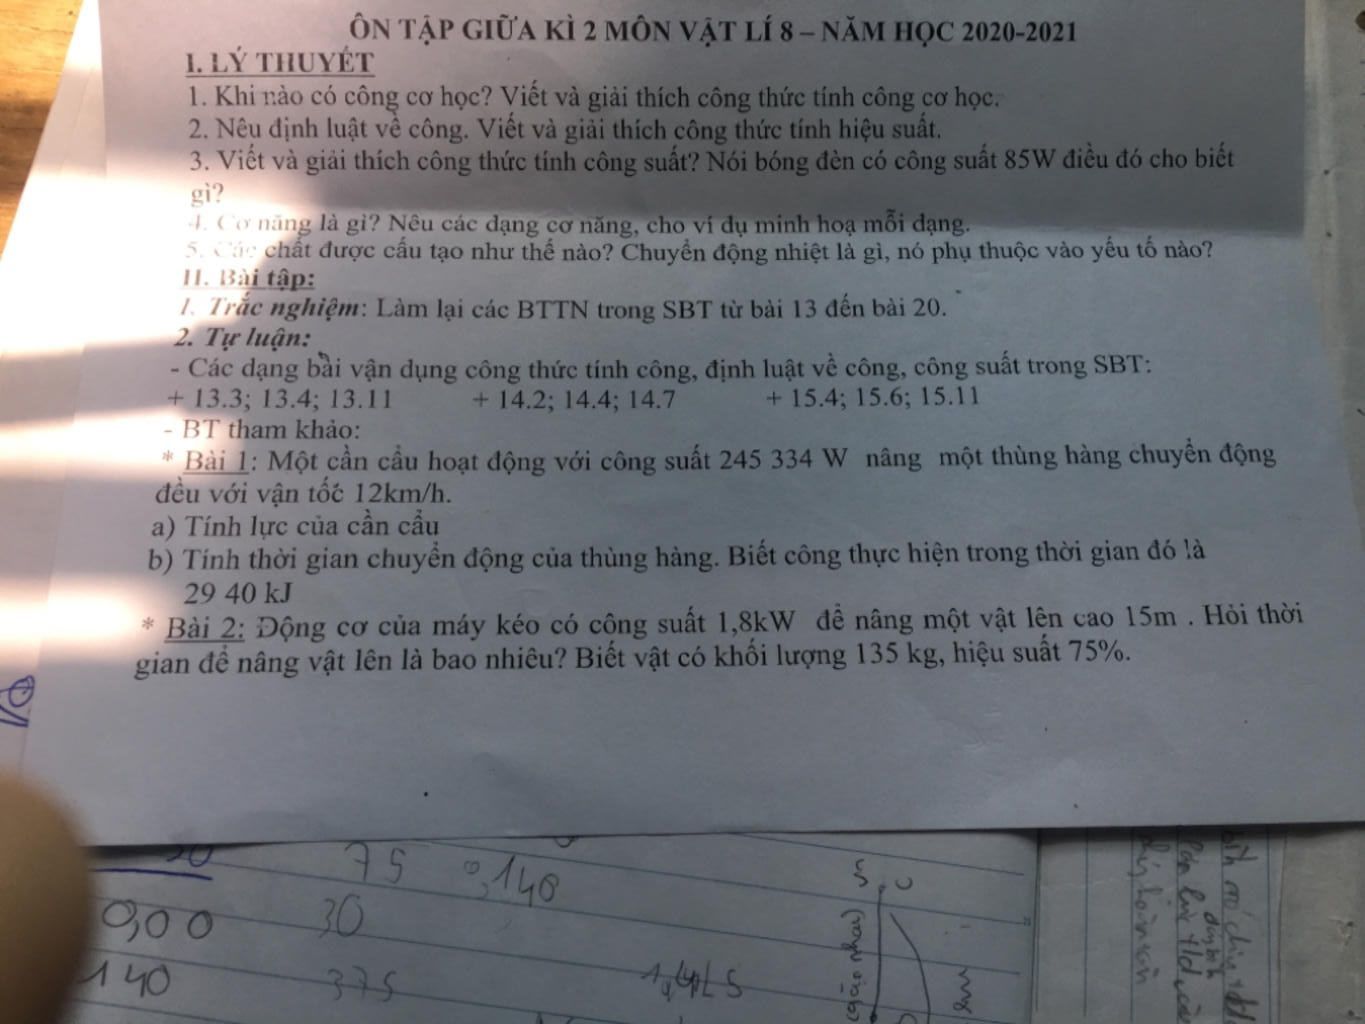 ÔN TẬP GIỮA KÌ 2 MÔN VẬT LÍ 8 – NĂM HỌC 2020-2021
I. LÝ THUYẾT
1. Khi nào có công cơ học? Viết và giải thích công thức tính công cơ học.
2. Nêu định luật về công. Viết và giải thích công thức tính hiệu suất.
3. Viết và giải thích công thức tính công suất? Nói bóng đèn có công suất 85W điều đó cho biết
gì?
4. Cơ năng là gì? Nêu các dạng cơ năng, cho ví dụ minh hoạ mỗi dạng.
5. Các chất được cấu tạo như thế nào? Chuyển động nhiệt là gì, nó phụ thuộc vào yếu tố nào?
II. Bài tập:
1. Trắc nghiệm: Làm lại các BTTN trong SBT từ bài 13 đến bài 20.
2. Tự luận:
- Các dạng bài vận dụng công thức tính công, định luật về công, công suất trong SBT:
+ 13.3; 13.4; 13.11 + 14.2; 14.4; 14.7 + 15.4; 15.6; 15.11
- BT tham khảo:
* Bài 1: Một cần cẩu hoạt động với công suất 245 334 W nâng một thùng hàng chuyển động
đều với vận tốc 12km/h.
a) Tính lực của cần cẩu
b) Tính thời gian chuyển động của thùng hàng. Biết công thực hiện trong thời gian đó là
29 40 kJ
* Bài 2: Động cơ của máy kéo có công suất 1,8kW để nâng một vật lên cao 15m . Hỏi thời
gian để nâng vật lên là bao nhiêu? Biết vật có khối lượng 135 kg, hiệu suất 75%.
75 0,140
0,00 30
140 375